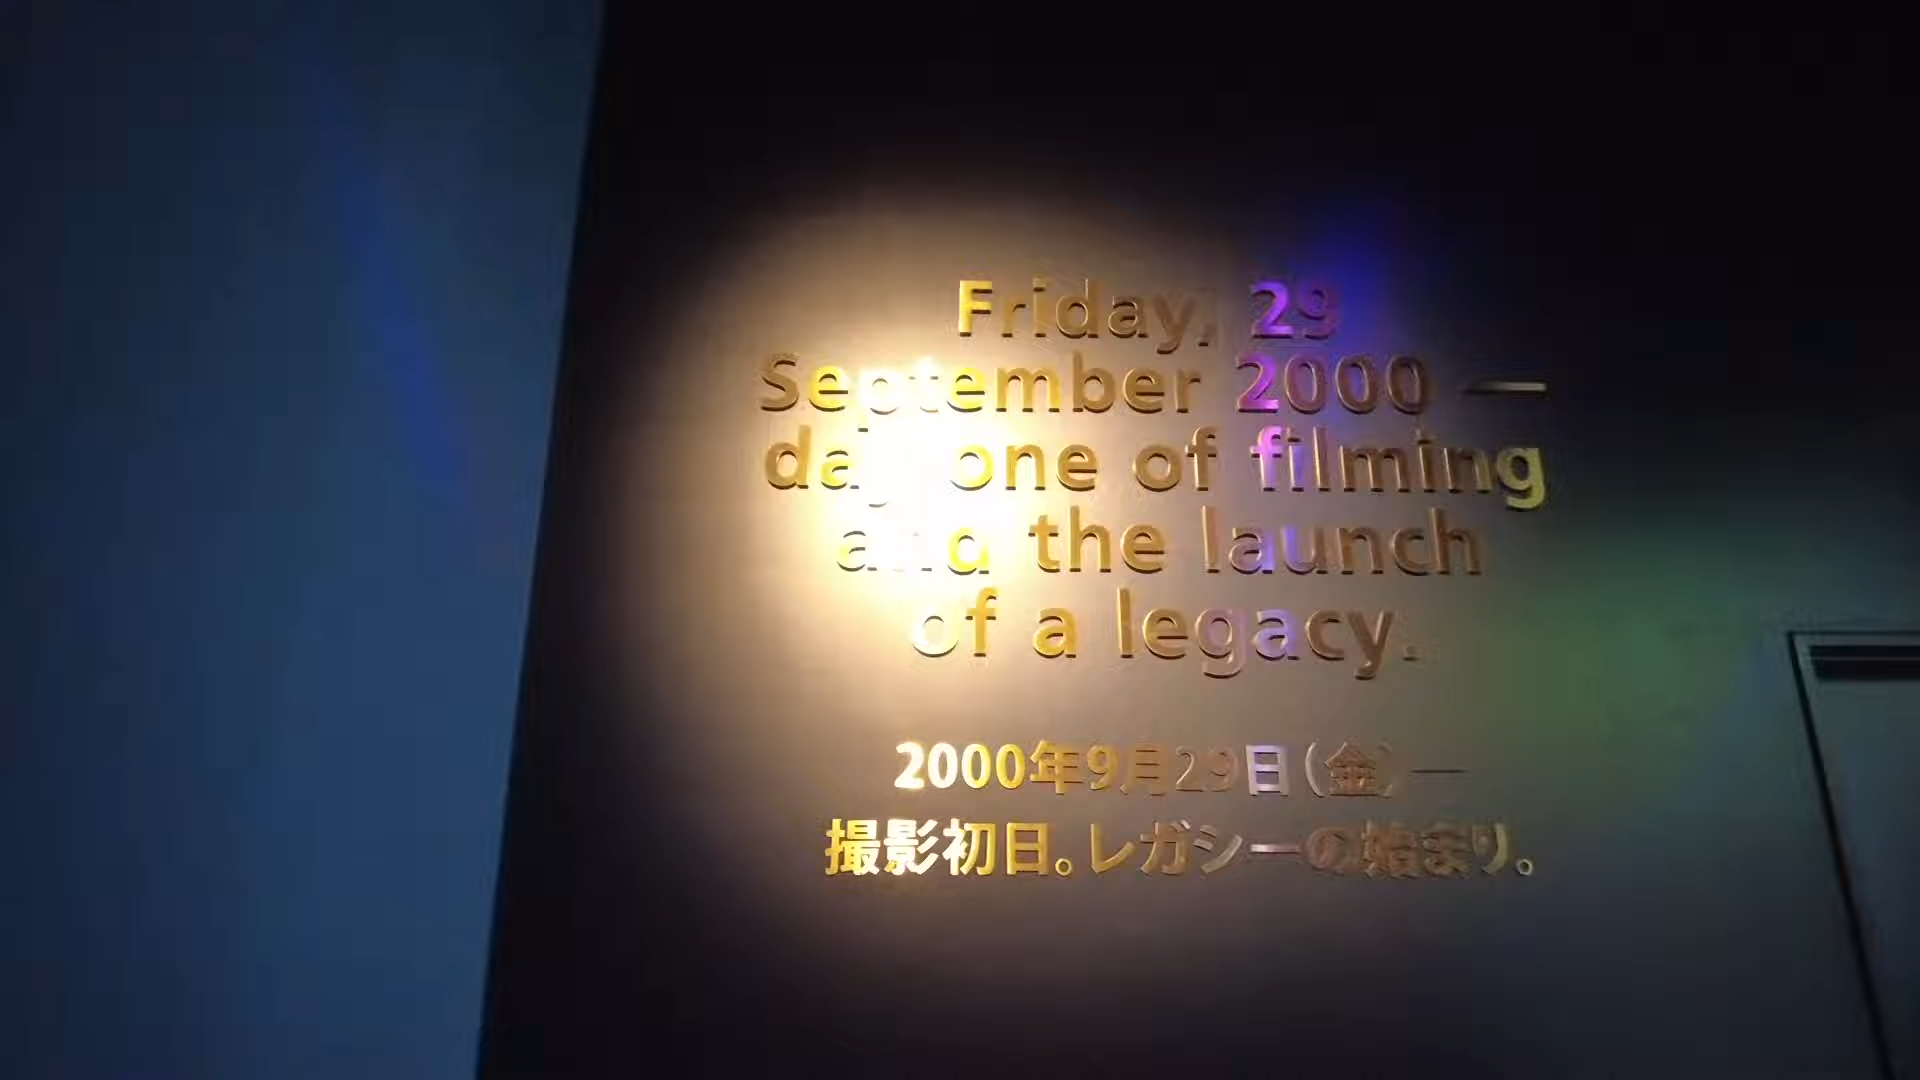 Friday, 29
September 2000 —
day one of filming
and the launch
of a legacy.
2000年9月29日(金)—
撮影初日。レガシーの始まり。